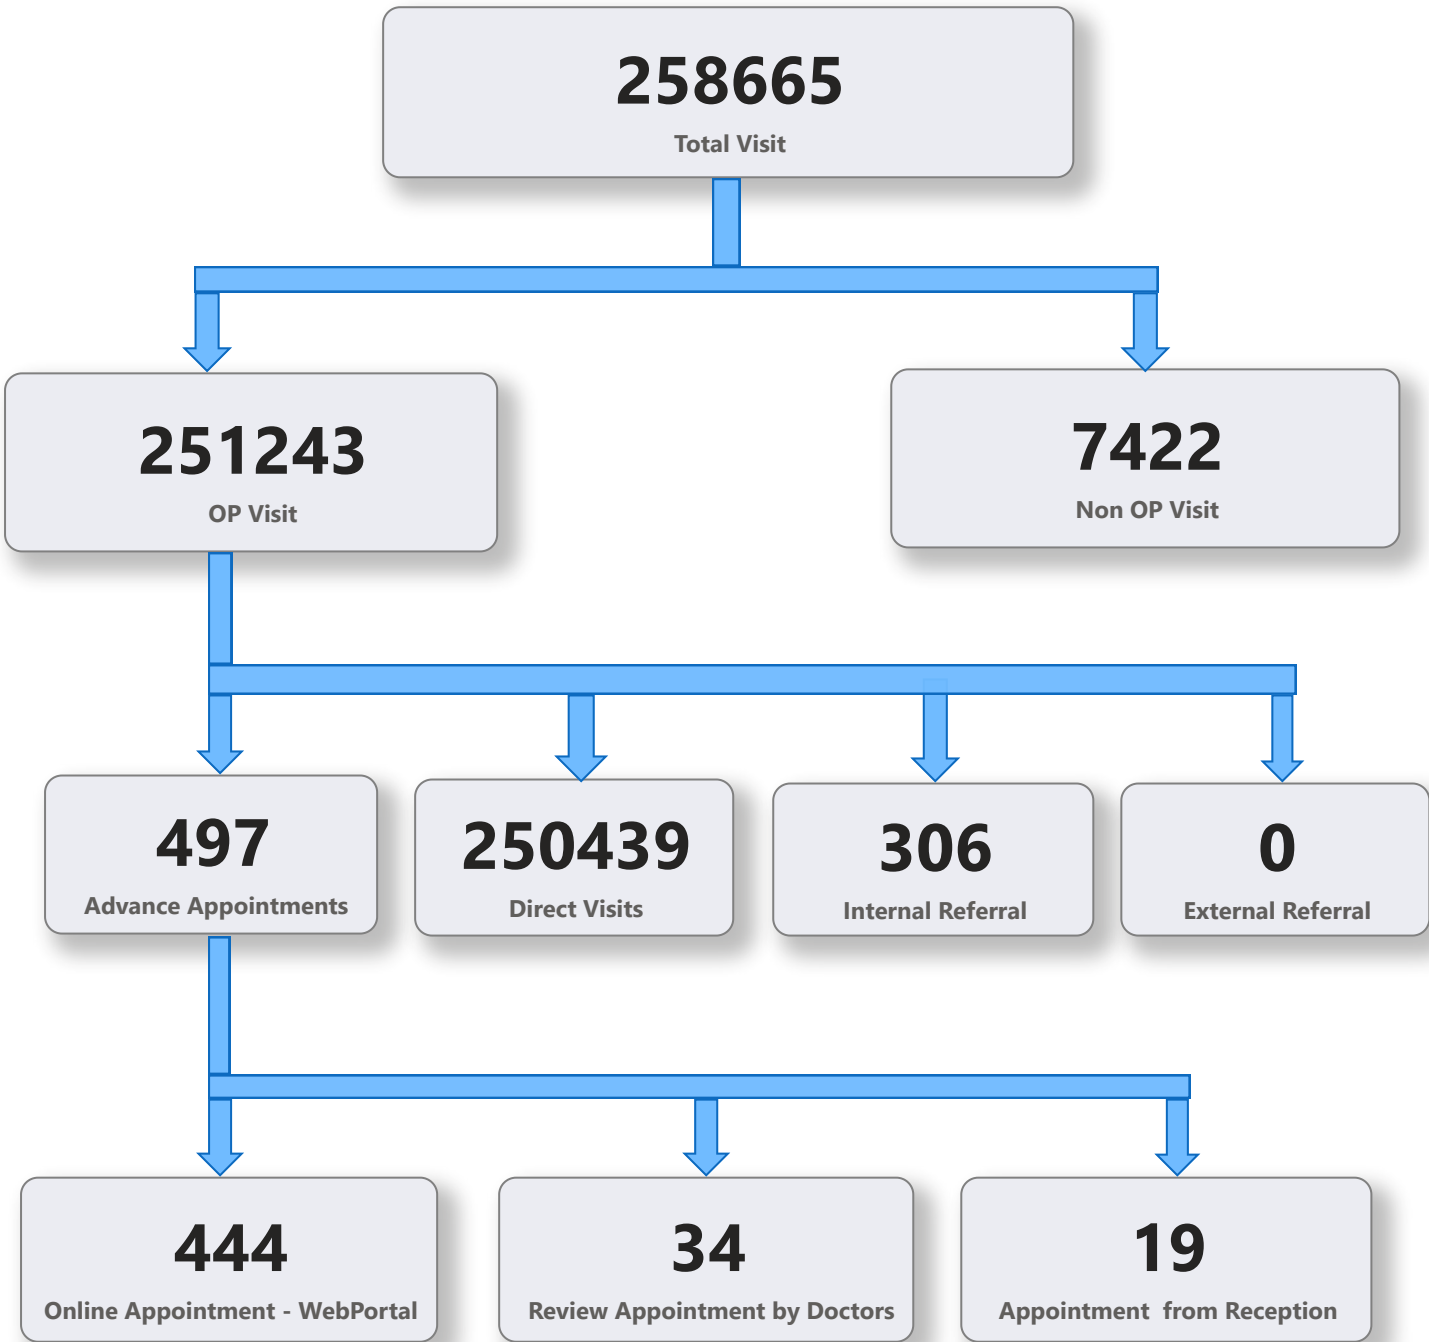 258665
Total Visit
251243
OP Visit
7422
Non OP Visit
497
Advance Appointments
250439
Direct Visits
306
Internal Referral
0
External Referral
444
Online Appointment - WebPortal
34
Review Appointment by Doctors
19
Appointment  from Reception